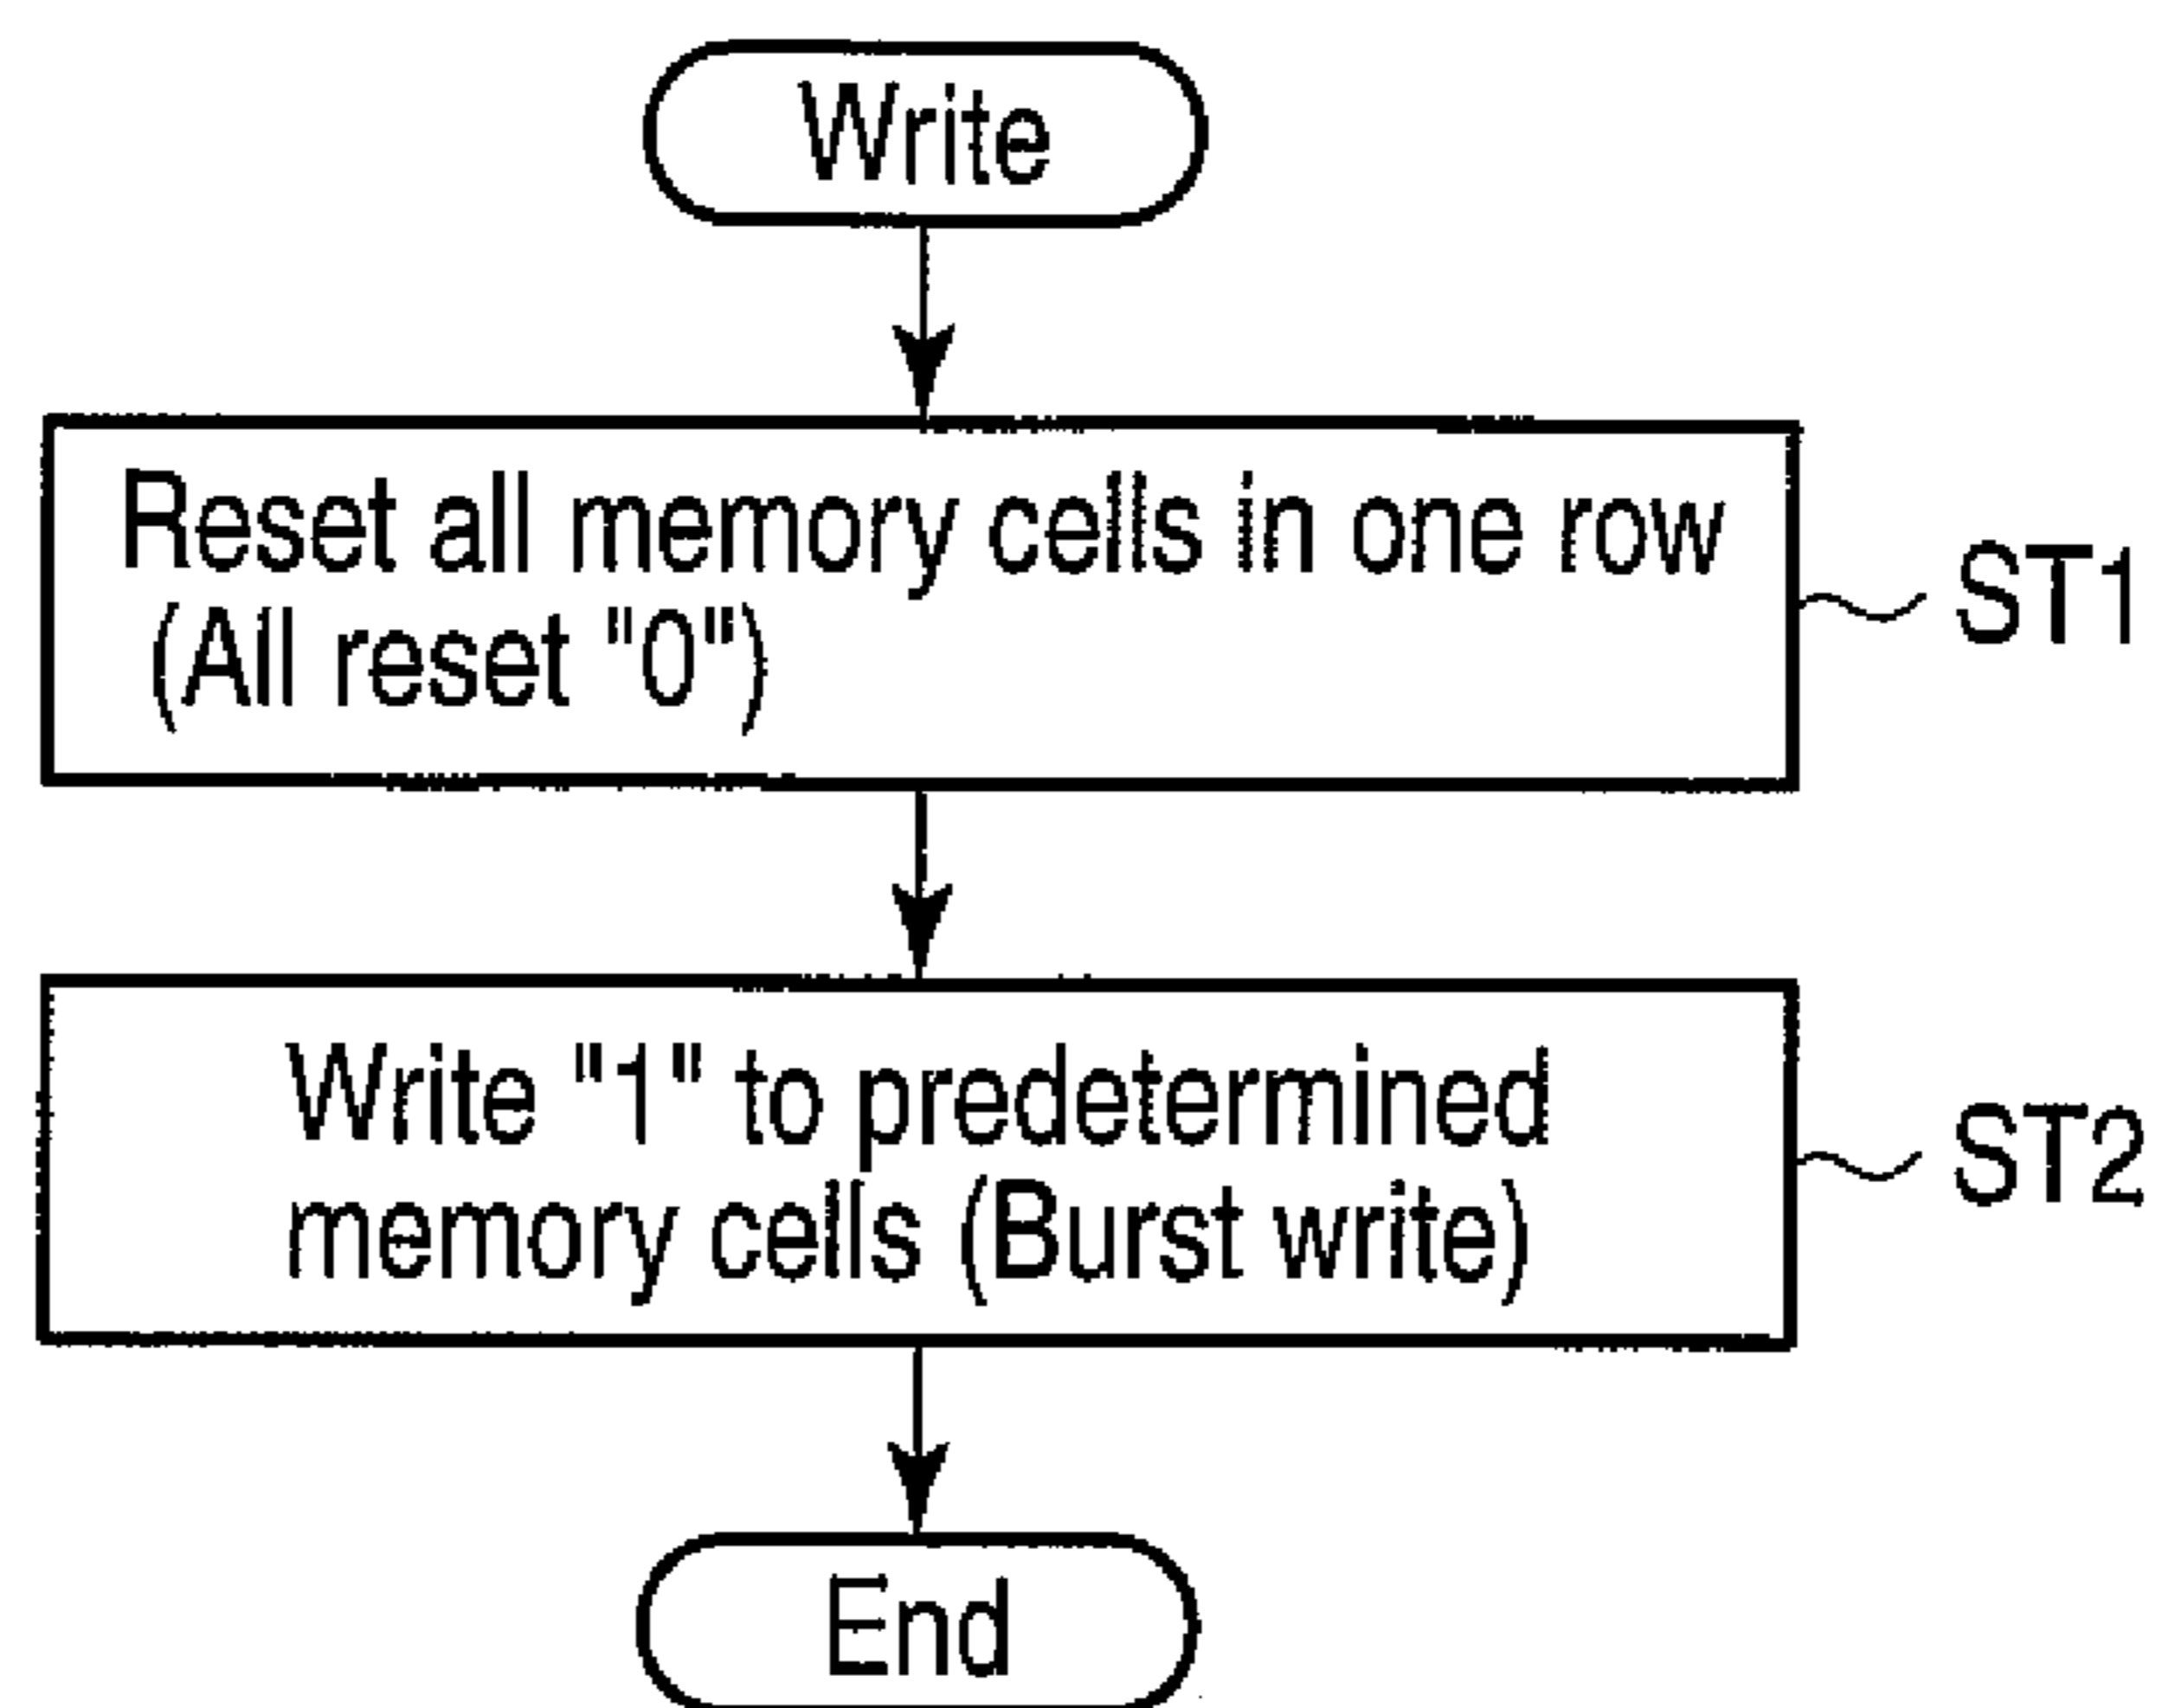 Write
Reset all memory cells in one row
(All reset "0")
ST1
Write "1" to predetermined
memory cells (Burst write)
ST2
End